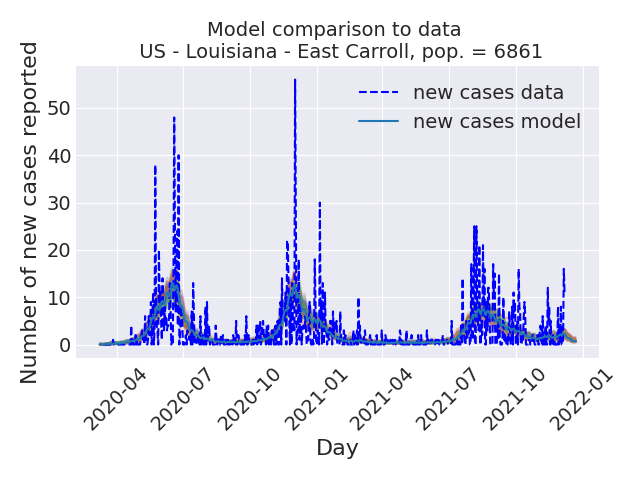 Model comparison to data
US - Louisiana - East Carroll, pop. = 6861
Number of new cases reported
50
40
30
20
10
0
new cases data
new cases model
2020-04
2020-07
2020-10
2021-01
2021-04
2021-07
2021-10
2022-01
Day